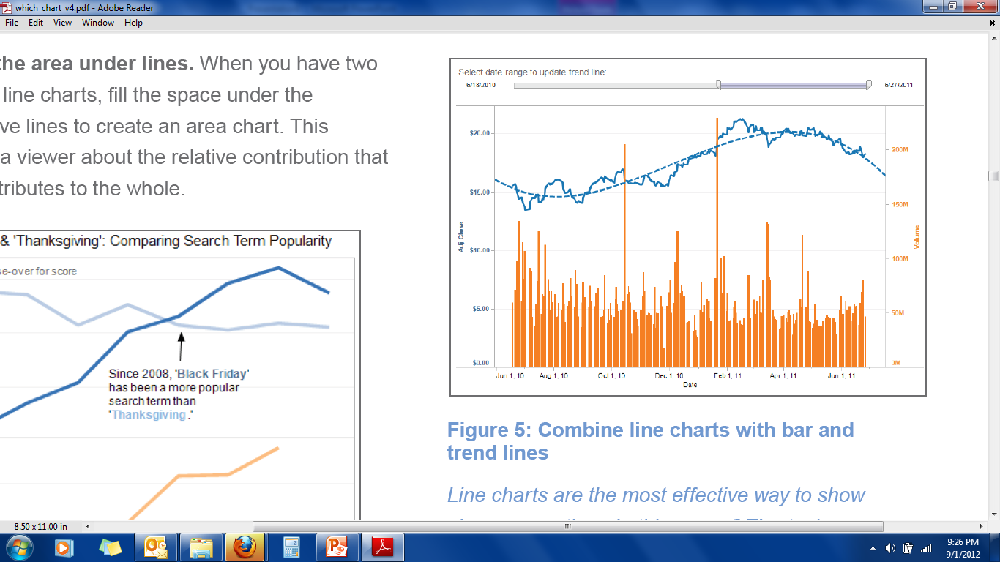 which_chart_v4.pdf - Adobe Reader
File Edit View Window Help
the area under lines. When you have two
line charts, fill the space under the
ve lines to create an area chart. This
a viewer about the relative contribution that
tributes to the whole.
& 'Thanksgiving': Comparing Search Term Popularity
se-over for score
Since 2008, 'Black Friday'
has been a more popular
search term than
'Thanksgiving.'
Select date range to update trend line:
6/18/2010 6/27/2011
$20.00
$15.00
$10.00
$5.00
$0.00
Adj Close
200M
150M
100M
50M
0M
Volume
Jun 1, 10 Aug 1, 10 Oct 1, 10 Dec 1, 10 Feb 1, 11 Apr 1, 11 Jun 1, 11
Date
Figure 5: Combine line charts with bar and
trend lines
Line charts are the most effective way to show
8.50 x 11.00 in
9:26 PM
9/1/2012